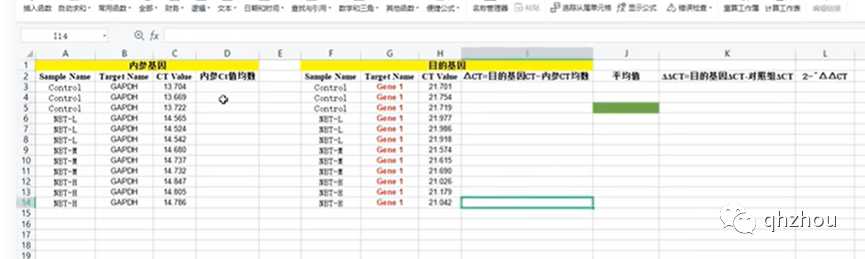 插入函数 自动求和 常用函数 全部 财务 逻辑 文本 日期和时间 查找与引用 数学和三角 其他函数 便捷公式 名称管理器 粘贴 追踪从属单元格 显示公式 错误检查 重算工作簿 计算工作表 编辑链接
I14 fx
A B C D E F G H I J K L
1 内参基因 目的基因
2 Sample Name Target Name CT Value 内参Ct值均数 Sample Name Target Name CT Value △CT=目的基因CT-内参CT均数 平均值 △△CT=目的基因△CT-对照组△CT 2-^△△CT
3 Control GAPDH 13.704 Control Gene 1 21.701
4 Control GAPDH 13.669 Control Gene 1 21.754
5 Control GAPDH 13.722 Control Gene 1 21.719
6 NBT-L GAPDH 14.565 NBT-L Gene 1 21.977
7 NBT-L GAPDH 14.524 NBT-L Gene 1 21.986
8 NBT-L GAPDH 14.542 NBT-L Gene 1 21.918
9 NBT-M GAPDH 14.680 NBT-M Gene 1 21.574
10 NBT-M GAPDH 14.737 NBT-M Gene 1 21.615
11 NBT-M GAPDH 14.732 NBT-M Gene 1 21.690
12 NBT-H GAPDH 14.847 NBT-H Gene 1 21.026
13 NBT-H GAPDH 14.805 NBT-H Gene 1 21.179
14 NBT-H GAPDH 14.786 NBT-H Gene 1 21.042
15
16
17
18
19
qhzhou